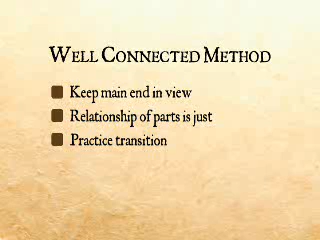 Well Connected Method
Keep main end in view
Relationship of parts is just
Practice transition